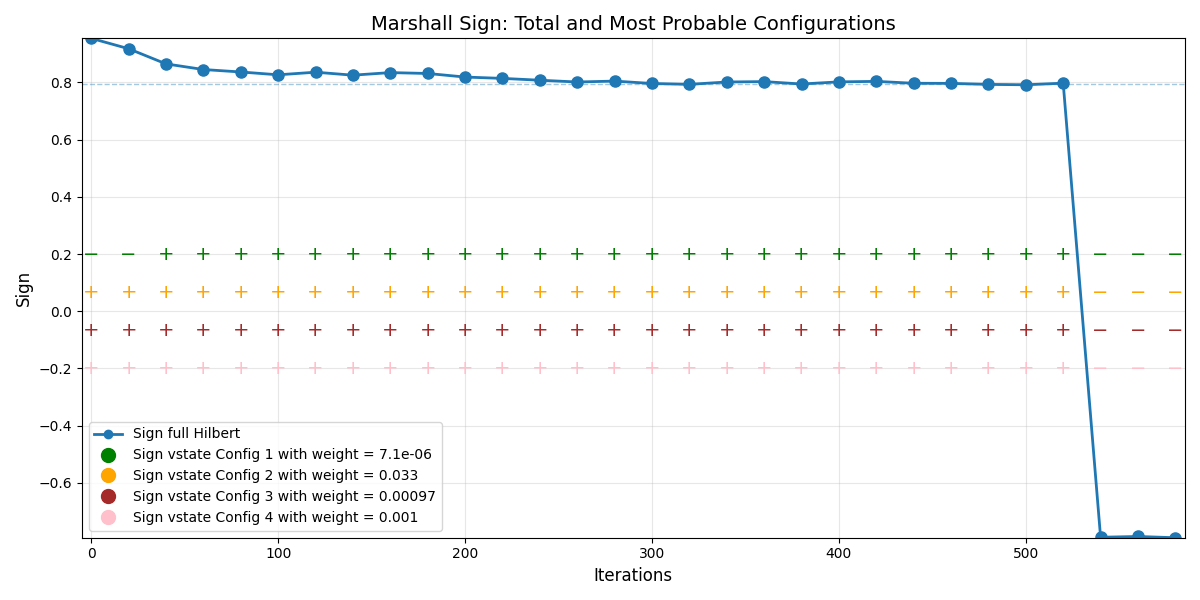 Marshall Sign: Total and Most Probable Configurations
Sign
0.8
0.6
0.4
0.2
0.0
−0.2
−0.4
−0.6
Sign full Hilbert
Sign vstate Config 1 with weight = 7.1e-06
Sign vstate Config 2 with weight = 0.033
Sign vstate Config 3 with weight = 0.00097
Sign vstate Config 4 with weight = 0.001
0 100 200 300 400 500
Iterations